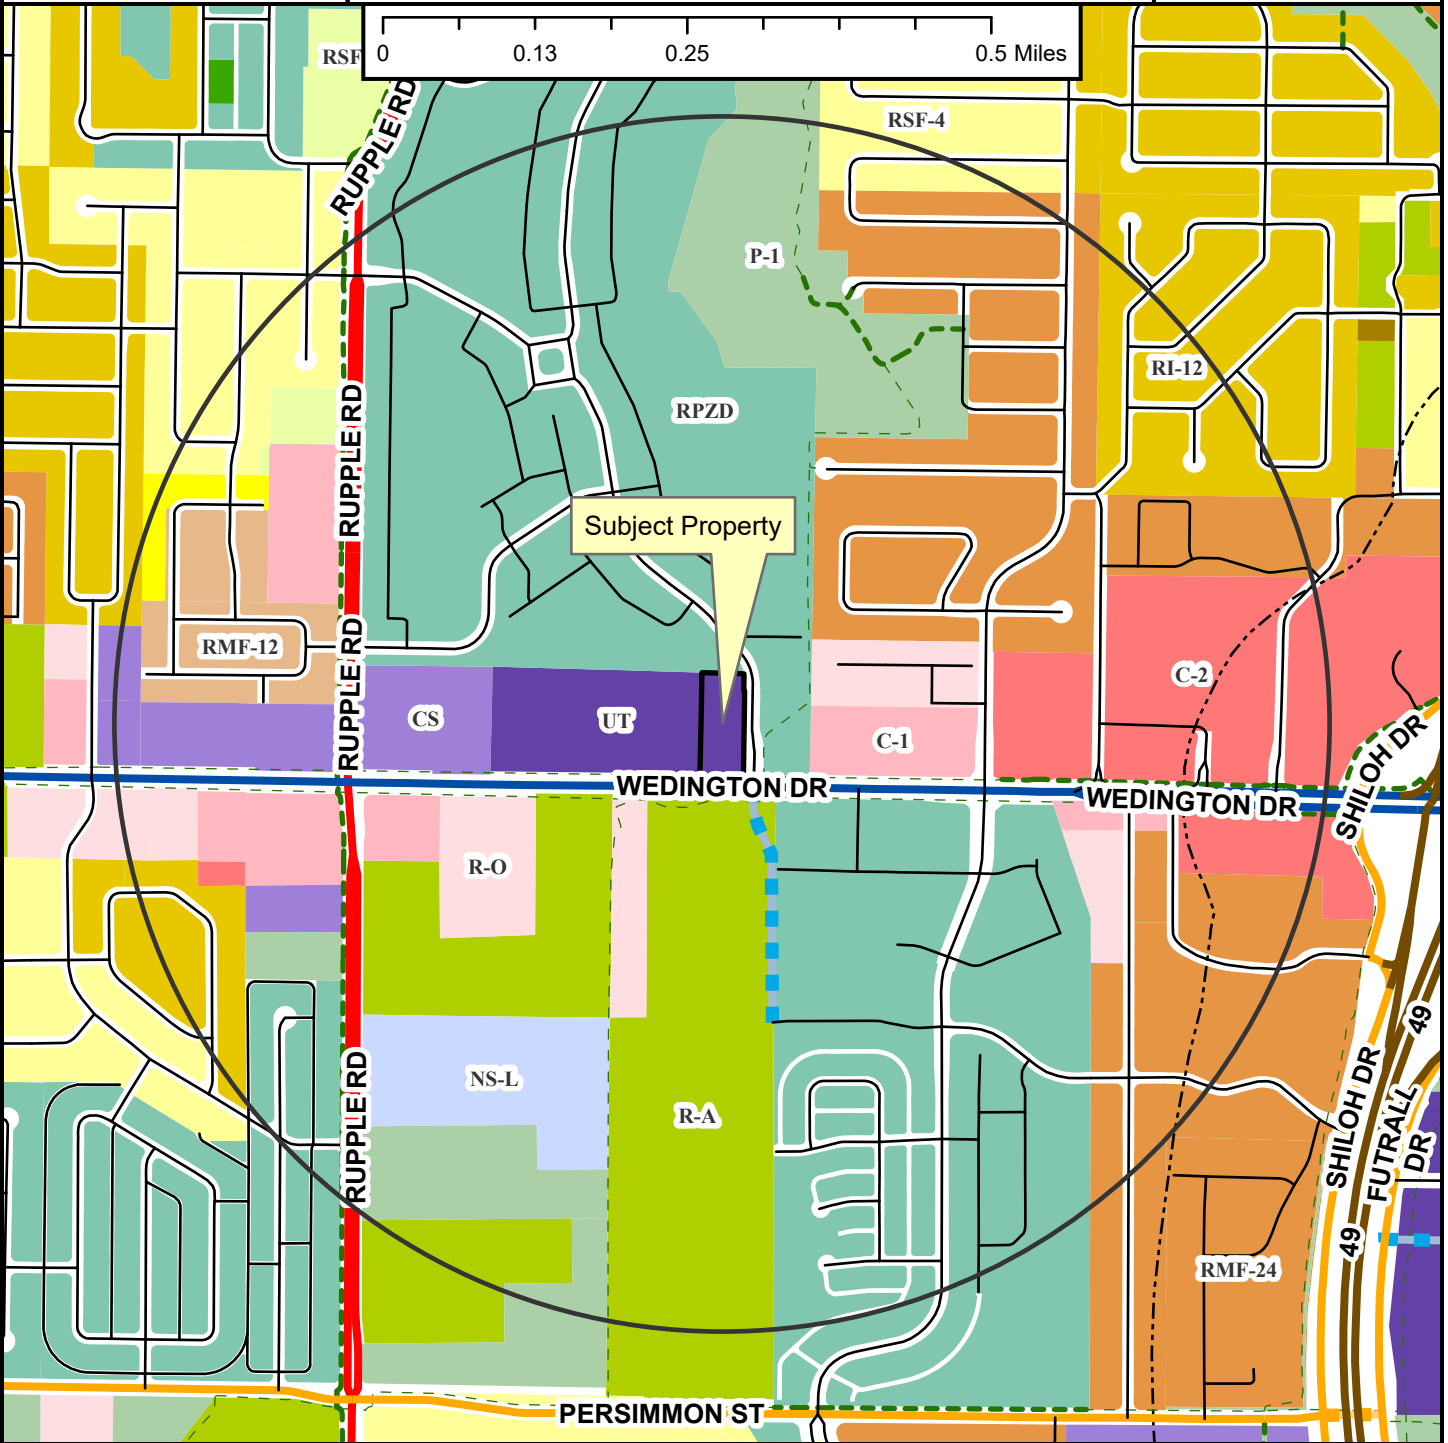 0 0.13 0.25 0.5 Miles
RSF
RSF-4
RUPPLE RD
P-1
RI-12
RPZD
RUPPLE RD
Subject Property
RMF-12
RUPPLE RD
C-2
CS
UT
C-1
SHILOH DR
WEDINGTON DR
WEDINGTON DR
R-O
49
NS-L
R-A
RUPPLE RD
SHILOH DR
FUTRALL
DR
49
RMF-24
PERSIMMON ST